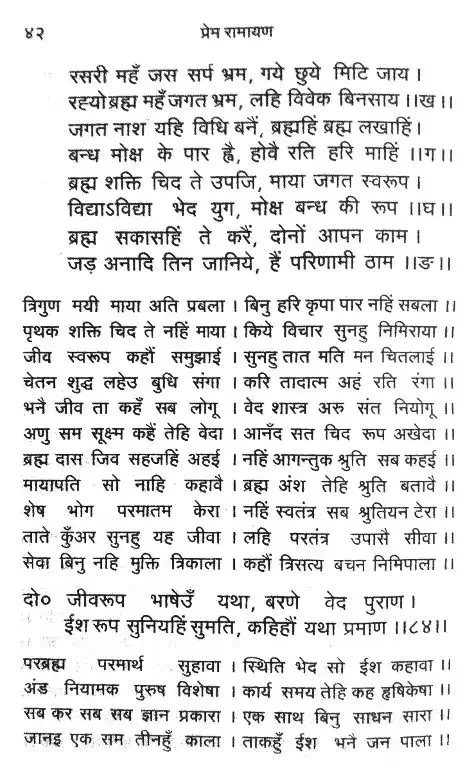 ४२ प्रेम रामायण
रसरी महँ जस सर्प भ्रम, गये छुये मिटि जाय ।
रह्योब्रह्म महँ जगत भ्रम, लहि विवेक बिनसाय ।।ख।।
जगत नाश यहि विधि बनैं, ब्रह्महिं ब्रह्म लखाहिं ।
बन्ध मोक्ष के पार ह्वै, होवै रति हरि माहिं ।।ग।।
ब्रह्म शक्ति चिद ते उपजि, माया जगत स्वरूप ।
विद्याऽविद्या भेद युग, मोक्ष बन्ध की रूप ।।घ।।
ब्रह्म सकासहिं ते करैं, दोनों आपन काम ।
जड़ अनादि तिन जानिये, हैं परिणामी ठाम ।।ङ।।
त्रिगुण मयी माया अति प्रबला । बिनु हरि कृपा पार नहिं सबला ।।
पृथक शक्ति चिद ते नहिं माया । किये विचार सुनहु निमिराया ।।
जीव स्वरूप कहौं समुझाई । सुनहु तात मति मन चितलाई ।।
चेतन शुद्ध लहेउ बुधि संगा । करि तादात्म अहं रति रंगा ।।
भनै जीव ता कहँ सब लोगू । वेद शास्त्र अरु संत नियोगू ।।
अणु सम सूक्ष्म कहैं तेहि वेदा । आनँद सत चिद रूप अखेदा ।।
ब्रह्म दास जिव सहजहिं अहई । नहिं आगन्तुक श्रुति सब कहई ।।
मायापति सो नाहि कहावै । ब्रह्म अंश तेहि श्रुति बतावै ।।
शेष भोग परमातम केरा । नहिं स्वतंत्र सब श्रुतियन टेरा ।।
ताते कुँअर सुनहु यह जीवा । लहि परतंत्र उपासै सीवा ।।
सेवा बिनु नहि मुक्ति त्रिकाला । कहौं त्रिसत्य बचन निमिपाला ।।
दो० जीवरूप भाषेउँ यथा, बरणे वेद पुराण ।
ईश रूप सुनियहिं सुमति, कहिहौं यथा प्रमाण ।।८४।।
परब्रह्म परमार्थ सुहावा । स्थिति भेद सो ईश कहावा ।।
अंड नियामक पुरुष विशेषा । कार्य समय तेहि कह हृषिकेषा ।।
सब कर सब सब ज्ञान प्रकारा । एक साथ बिनु साधन सारा ।।
जानइ एक सम तीनहुँ काला । ताकहुँ ईश भनै जन पाला ।।